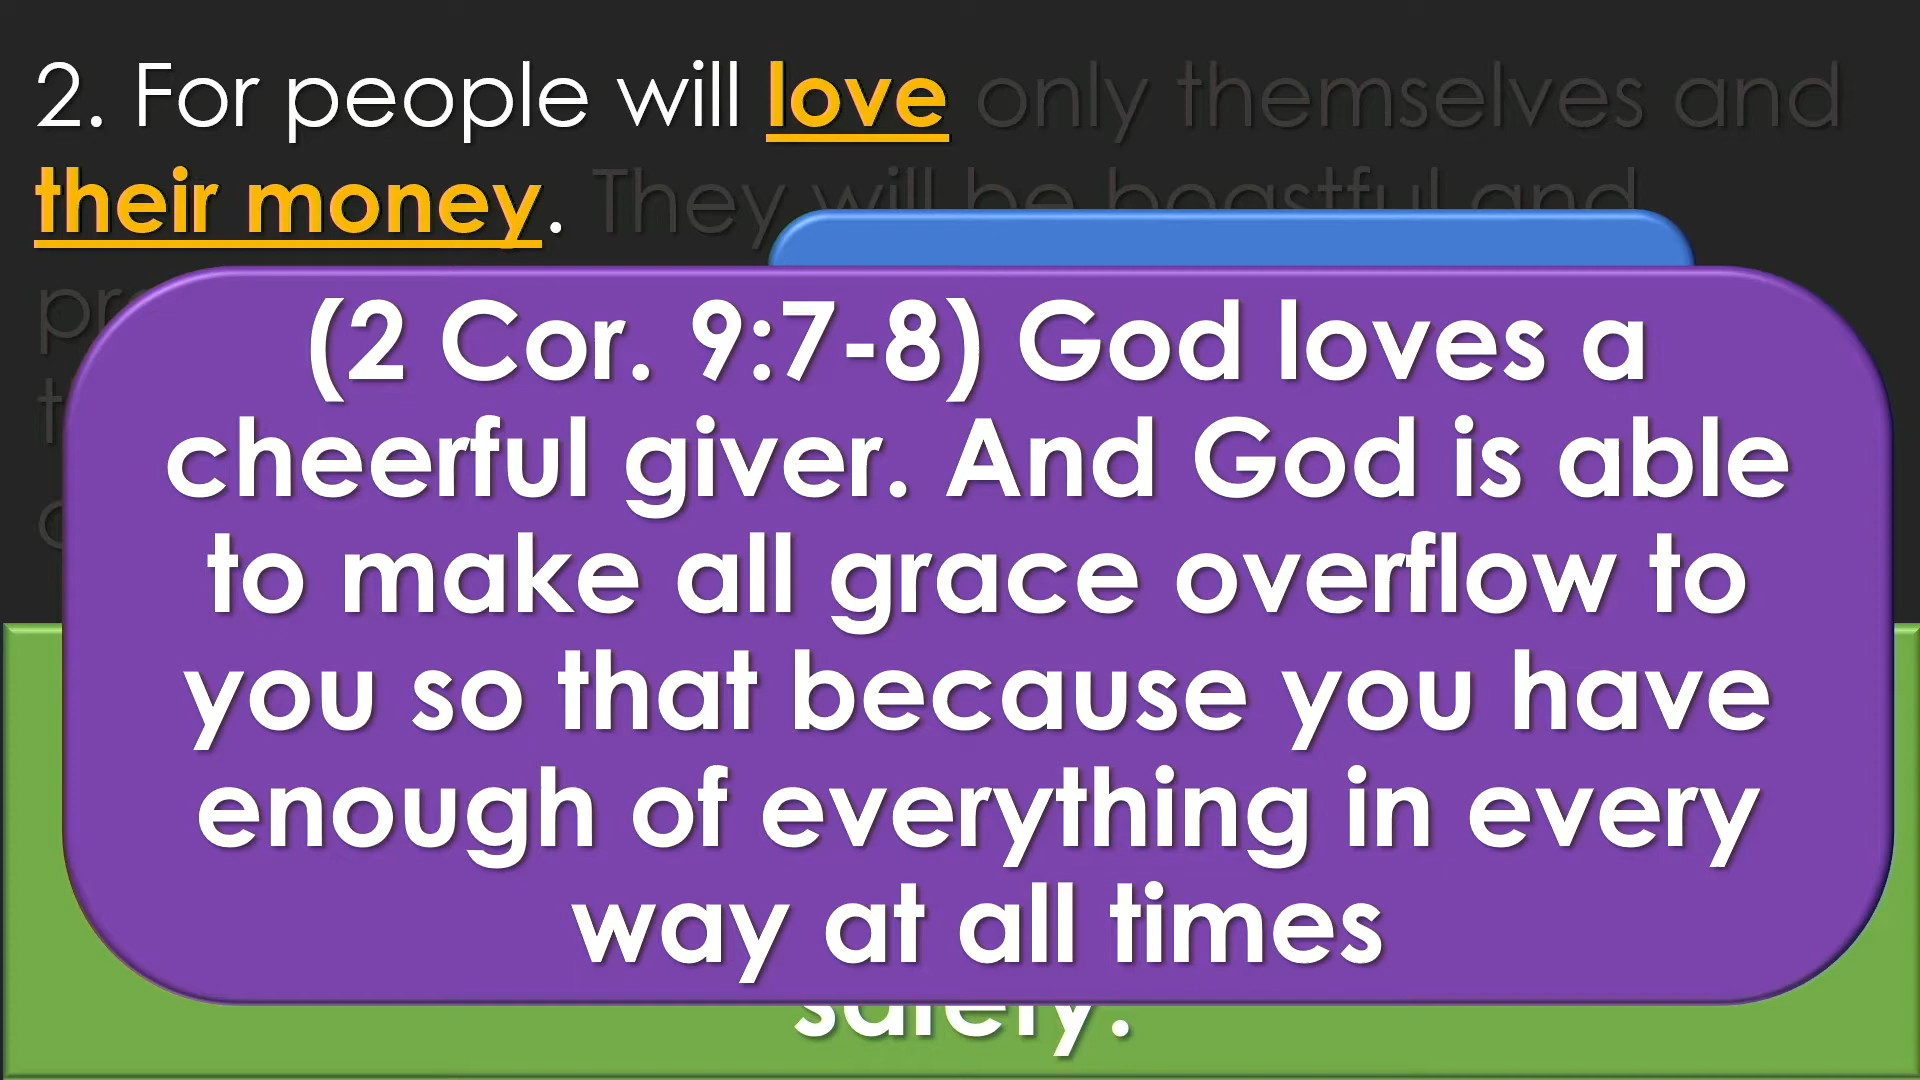 2. For people will love only themselves and
their money. They will be boastful and
(2 Cor. 9:7-8) God loves a
cheerful giver. And God is able
to make all grace overflow to
you so that because you have
enough of everything in every
way at all times
safety.